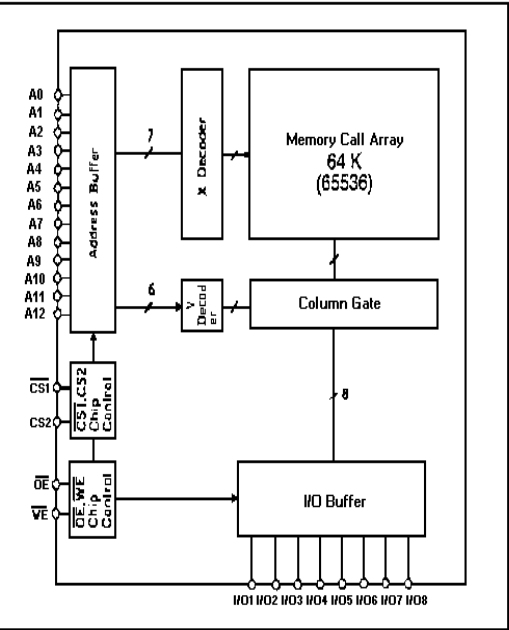 A0
A1
A2
A3
A4
A5
A6
A7
A8
A9
A10
A11
A12
Address Buffer
7
X Decoder
Memory Call Array
64 K
(65536)
6
Y
Decod
er
Column Gate
CS1
CS2
CS1.CS2
Chip
Control
8
OE
WE
OE.WE
Chip
Control
I/O Buffer
I/O1 I/O2 I/O3 I/O4 I/O5 I/O6 I/O7 I/O8